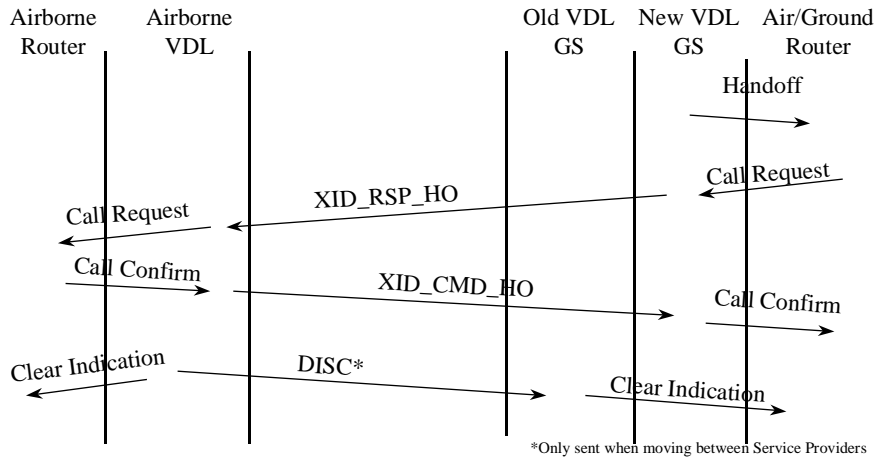 Airborne
Router
Airborne
VDL
Old VDL
GS
New VDL
GS
Air/Ground
Router
Handoff
Call Request
XID_RSP_HO
Call Request
Call Confirm
XID_CMD_HO
Call Confirm
Clear Indication
DISC*
Clear Indication
*Only sent when moving between Service Providers